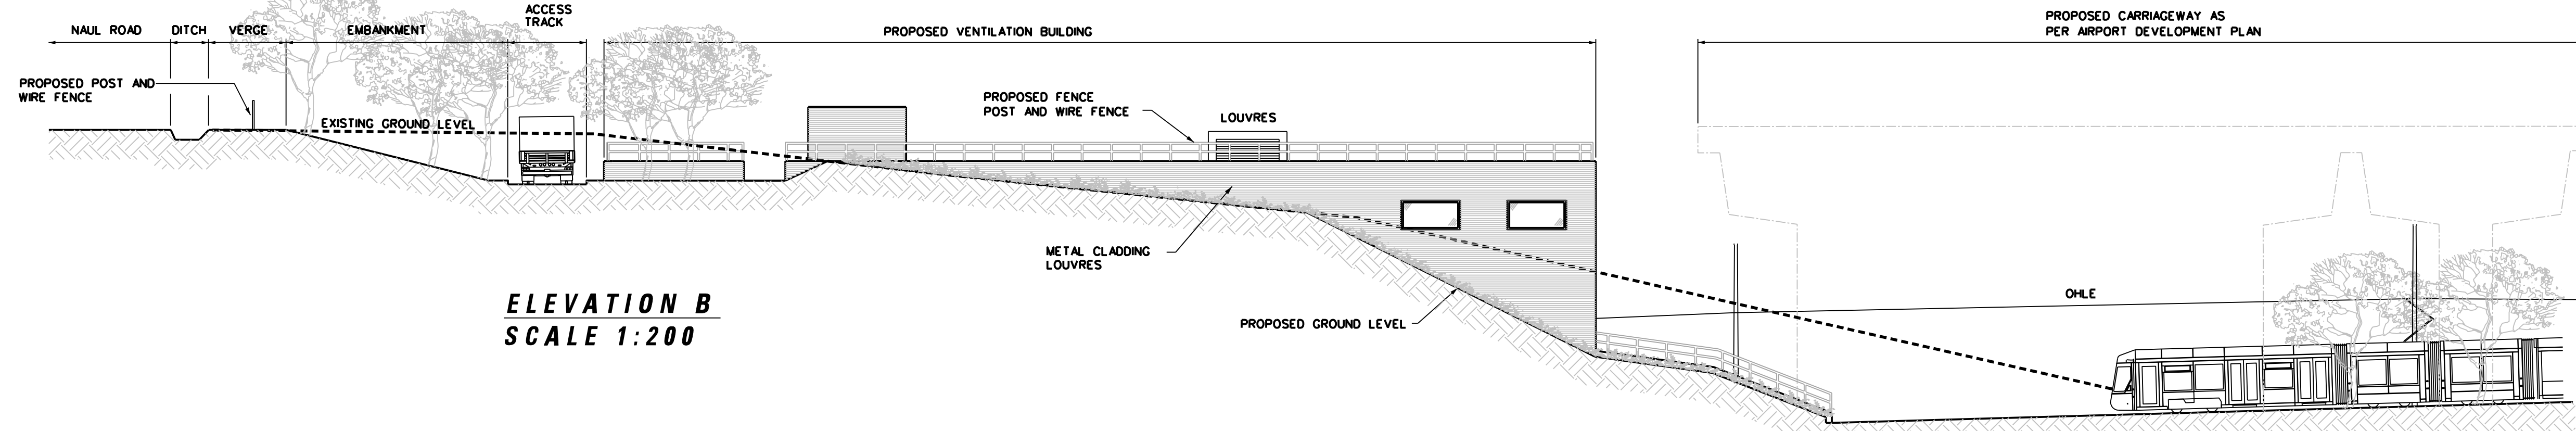 NAUL ROAD
DITCH
VERGE
EMBANKMENT
ACCESS
TRACK
PROPOSED VENTILATION BUILDING
PROPOSED CARRIAGEWAY AS
PER AIRPORT DEVELOPMENT PLAN
PROPOSED POST AND
WIRE FENCE
EXISTING GROUND LEVEL
PROPOSED FENCE
POST AND WIRE FENCE
LOUVRES
METAL CLADDING
LOUVRES
PROPOSED GROUND LEVEL
OHLE
ELEVATION B
SCALE 1:200